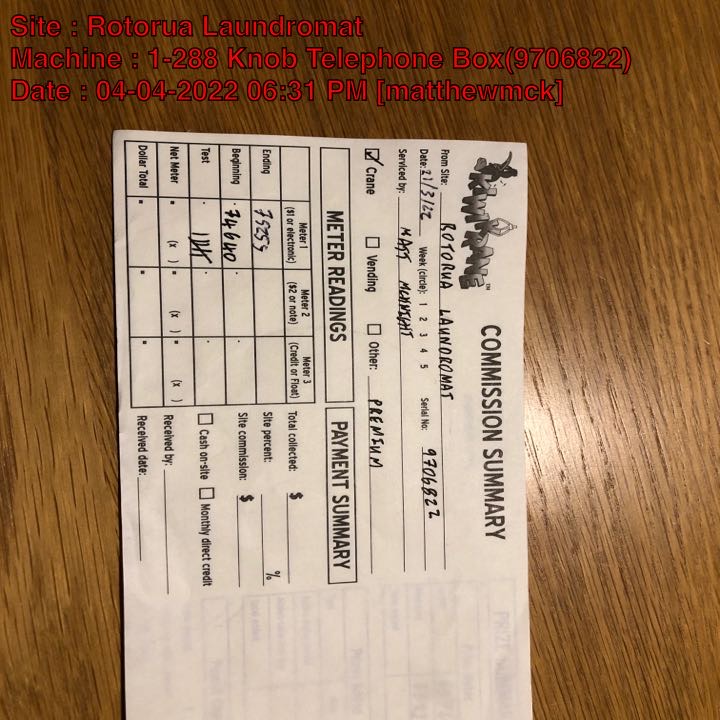 Site : Rotorua Laundromat
Machine : 1-288 Knob Telephone Box(9706822)
Date : 04-04-2022 06:31 PM [matthewmck]
KIWI KRANE™ COMMISSION SUMMARY
From Site: ROTORUA LAUNDROMAT
Date: 21/3/22 Week (circle): 1 2 3 4 5 Serial No: 9706822
Serviced by: MATT MCKNIGHT
☑ Crane ☐ Vending ☐ Other: PREMIUM
METER READINGS
Meter 1 ($1 or electronic) Meter 2 ($2 or note) Meter 3 (Credit or Float)
Ending 75255
Beginning 74640
Test
Net Meter (x ) (x ) (x )
Dollar Total
PAYMENT SUMMARY
Total collected: $
Site percent: %
Site commission: $
☐ Cash on-site ☐ Monthly direct credit
Received by:
Received date: